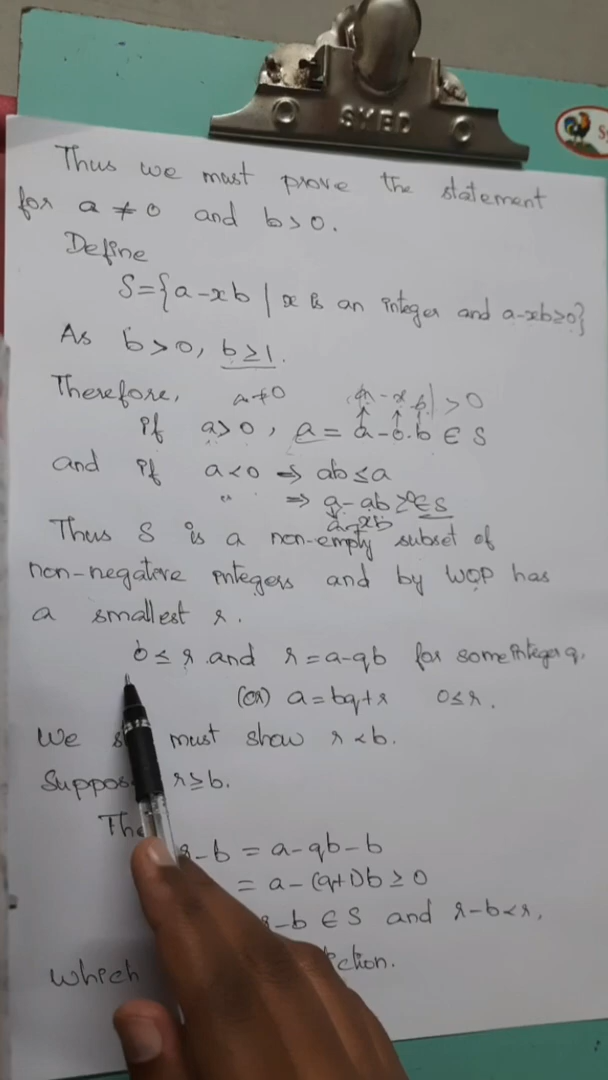 SYED
Thus we must prove the statement
for a ≠ 0 and b>0.
Define
S={a-xb | x is an integer and a-xb≥0}
As b>0, b≥1.
Therefore, a≠0 >0
if a>0, a = a-0.b ∈ S
and if a<0 ⇒ ab≤a
" ⇒ a-ab≥0∈S
a-xb
Thus S is a non-empty subset of
non-negative integers and by WOP has
a smallest r.
0≤r and r=a-qb for some integer q.
(or) a=bq+r 0≤r.
We must show r<b.
r≥b.
r-b = a-qb-b
= a-(q+1)b≥0
r-b ∈ S and r-b<r,
which